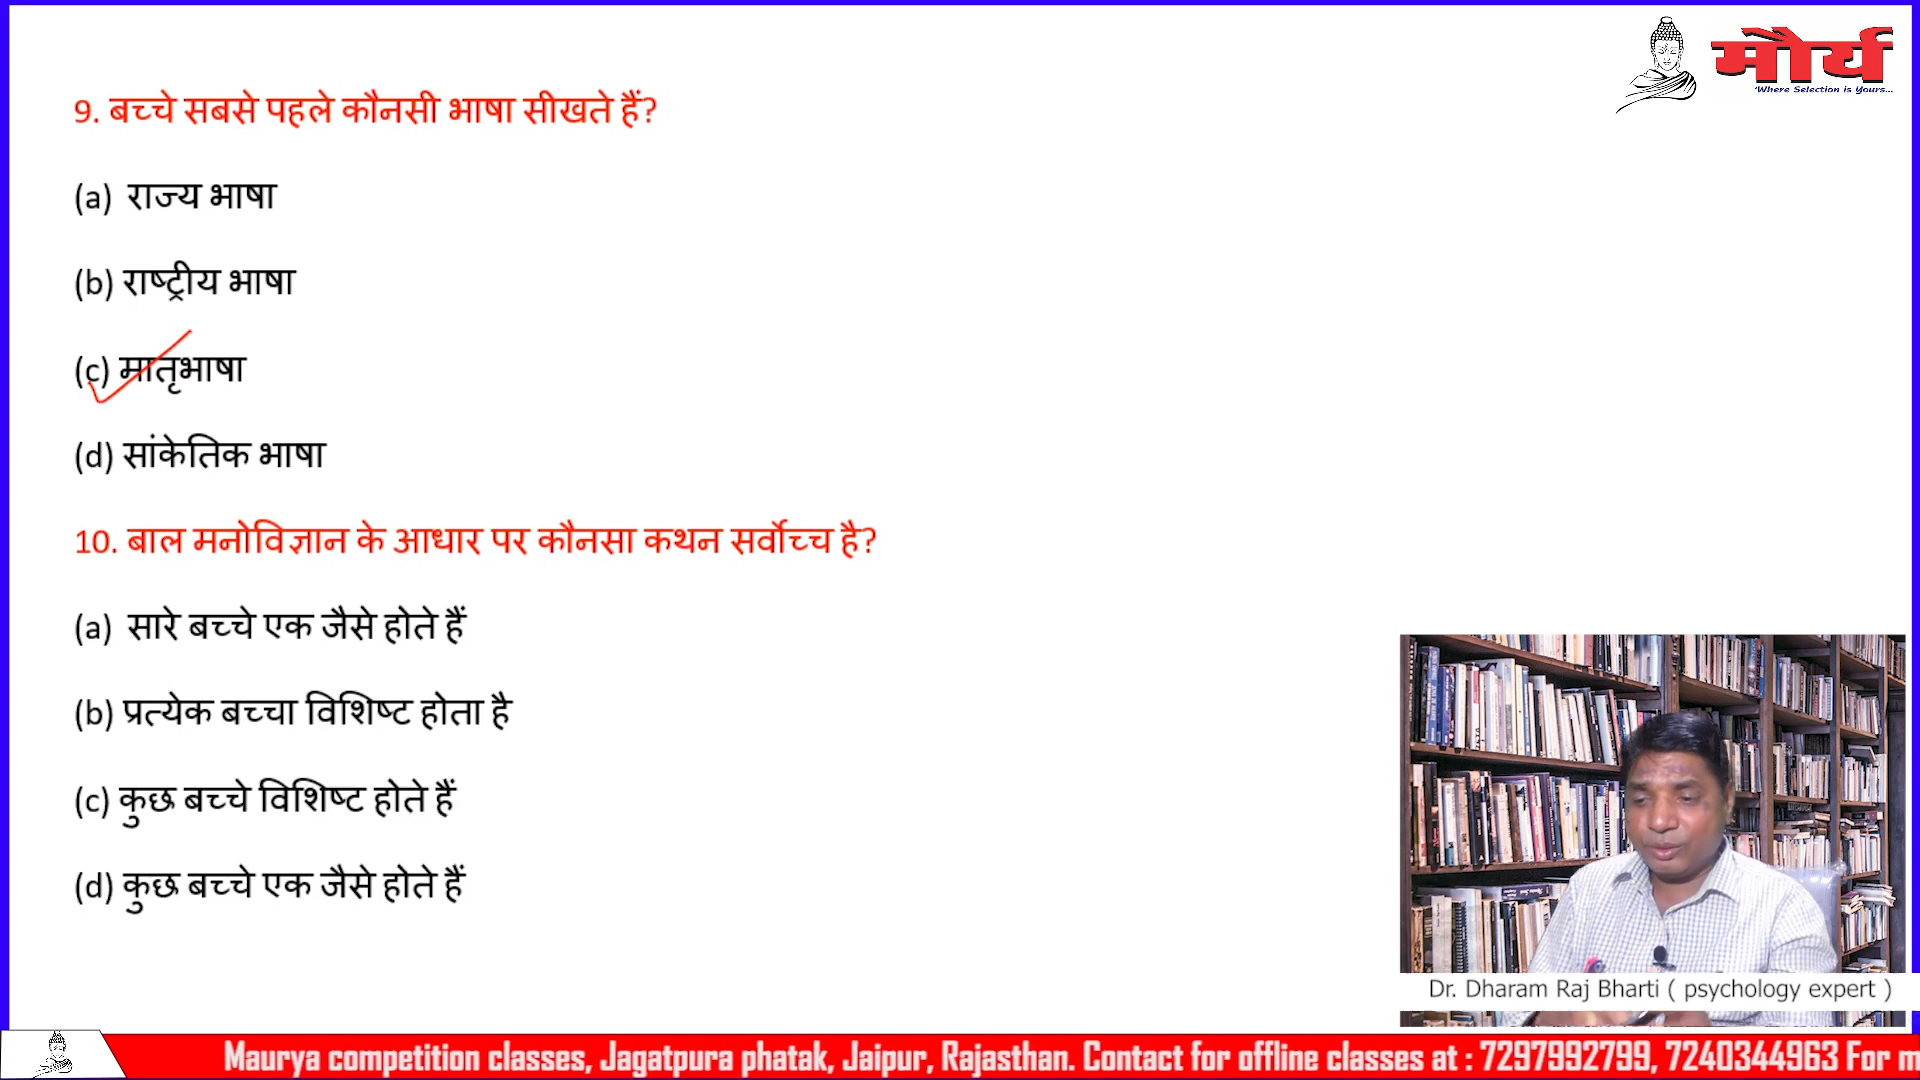 मौर्य
'Where Selection is Yours...
9. बच्चे सबसे पहले कौनसी भाषा सीखते हैं?
(a) राज्य भाषा
(b) राष्ट्रीय भाषा
(c) मातृभाषा
(d) सांकेतिक भाषा
10. बाल मनोविज्ञान के आधार पर कौनसा कथन सर्वोच्च है?
(a) सारे बच्चे एक जैसे होते हैं
(b) प्रत्येक बच्चा विशिष्ट होता है
(c) कुछ बच्चे विशिष्ट होते हैं
(d) कुछ बच्चे एक जैसे होते हैं
Dr. Dharam Raj Bharti ( psychology expert )
Maurya competition classes, Jagatpura phatak, Jaipur, Rajasthan. Contact for offline classes at : 7297992799, 7240344963 For m